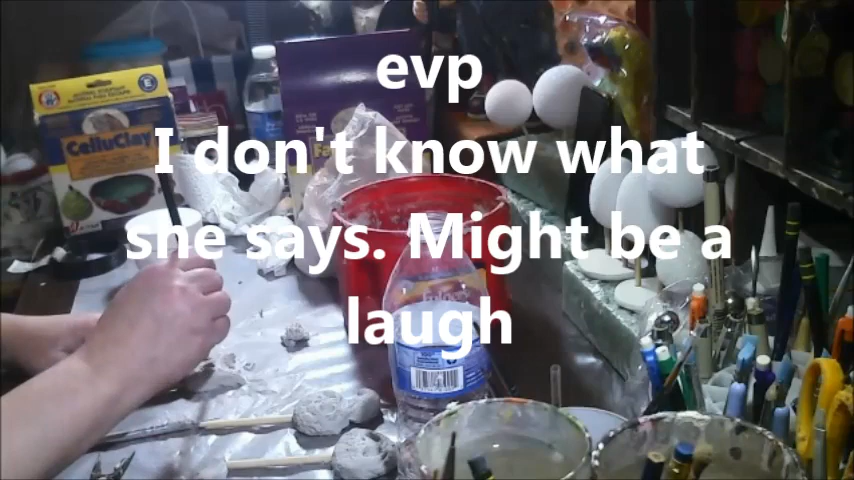 evp
I don't know what
she says. Might be a
laugh
CelluClay